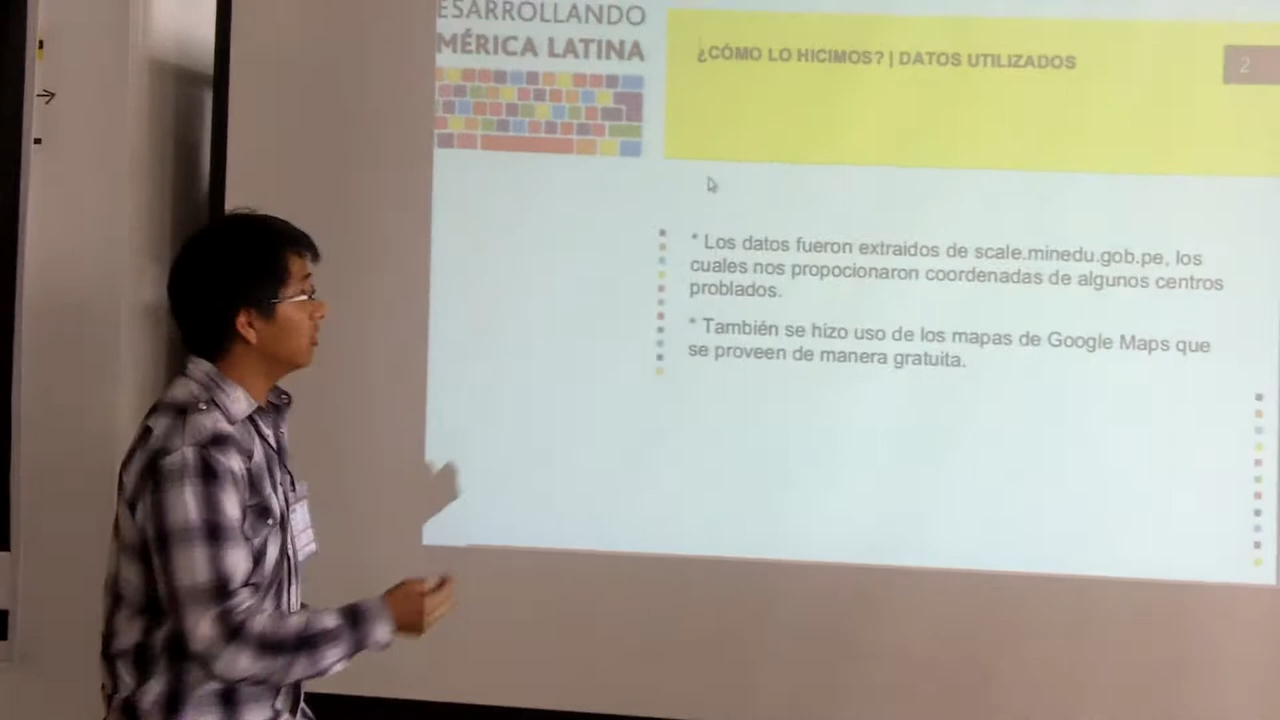 ESARROLLANDO
MÉRICA LATINA
¿CÓMO LO HICIMOS? | DATOS UTILIZADOS
2
* Los datos fueron extraidos de scale.minedu.gob.pe, los
cuales nos propocionaron coordenadas de algunos centros
problados.
* También se hizo uso de los mapas de Google Maps que
se proveen de manera gratuita.